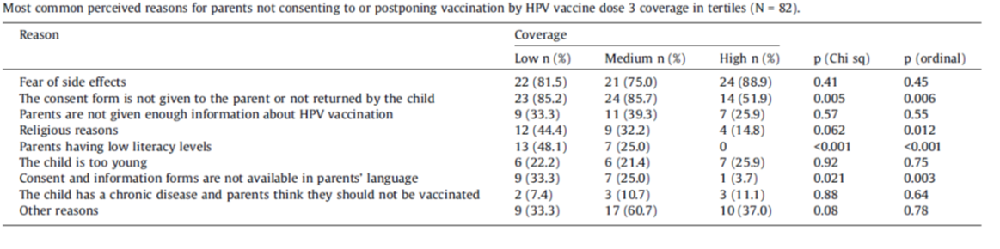 Most common perceived reasons for parents not consenting to or postponing vaccination by HPV vaccine dose 3 coverage in tertiles (N = 82).
Reason Coverage
Low n (%) Medium n (%) High n (%) p (Chi sq) p (ordinal)
Fear of side effects 22 (81.5) 21 (75.0) 24 (88.9) 0.41 0.45
The consent form is not given to the parent or not returned by the child 23 (85.2) 24 (85.7) 14 (51.9) 0.005 0.006
Parents are not given enough information about HPV vaccination 9 (33.3) 11 (39.3) 7 (25.9) 0.57 0.55
Religious reasons 12 (44.4) 9 (32.2) 4 (14.8) 0.062 0.012
Parents having low literacy levels 13 (48.1) 7 (25.0) 0 <0.001 <0.001
The child is too young 6 (22.2) 6 (21.4) 7 (25.9) 0.92 0.75
Consent and information forms are not available in parents' language 9 (33.3) 7 (25.0) 1 (3.7) 0.021 0.003
The child has a chronic disease and parents think they should not be vaccinated 2 (7.4) 3 (10.7) 3 (11.1) 0.88 0.64
Other reasons 9 (33.3) 17 (60.7) 10 (37.0) 0.08 0.78